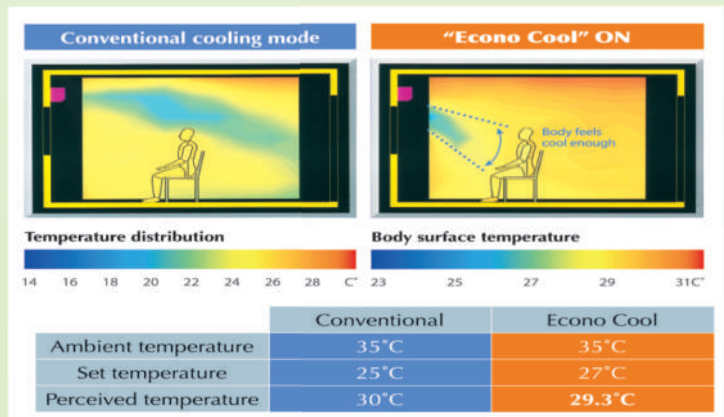 Conventional cooling mode
"Econo Cool" ON
Body feels
cool enough
Temperature distribution
14 16 18 20 22 24 26 28 C°
Body surface temperature
23 25 27 29 31C°
Conventional Econo Cool
Ambient temperature 35°C 35°C
Set temperature 25°C 27°C
Perceived temperature 30°C 29.3°C